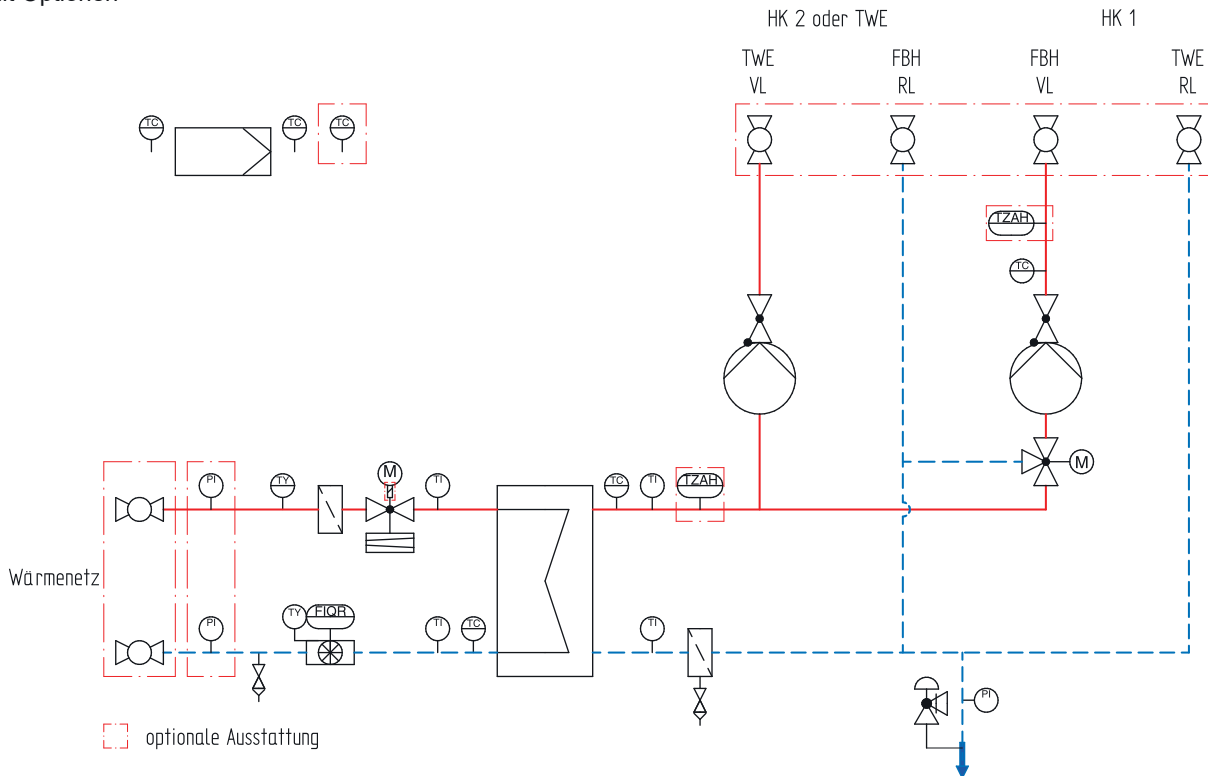 HK 2 oder TWE HK 1
TWE FBH FBH TWE
VL RL VL RL
TC TC TC
TZAH
TC
M
PI TY M TI TC TI TZAH
Wärmenetz
PI TY FIQR TI TC TI
PI
optionale Ausstattung